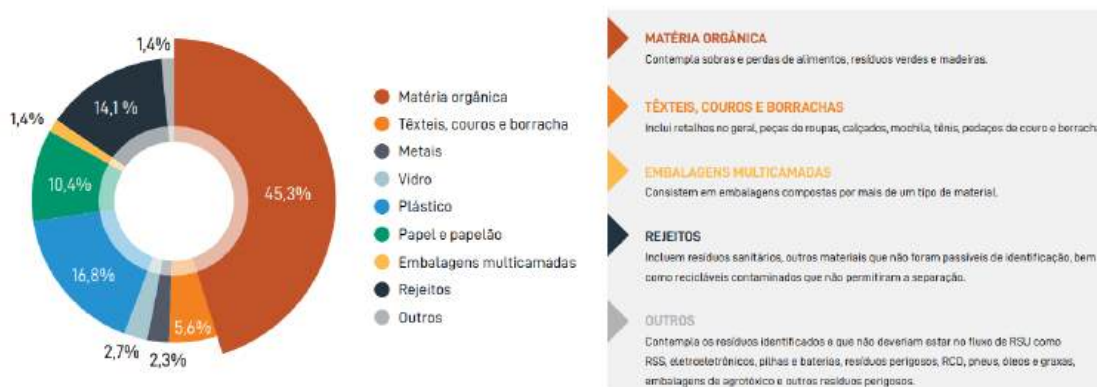 1,4%
14,1 %
1,4%
10,4%
16,8%
2,7%
2,3%
5,6%
45,3%
Matéria orgânica
Têxteis, couros e borracha
Metais
Vidro
Plástico
Papel e papelão
Embalagens multicamadas
Rejeitos
Outros
MATÉRIA ORGÂNICA
Contempla sobras e perdas de alimentos, resíduos verdes e madeiras.
TÊXTEIS, COUROS E BORRACHAS
Inclui retalhos no geral, peças de roupas, calçados, mochila, tênis, pedaços de couro e borracha
EMBALAGENS MULTICAMADAS
Consistem em embalagens compostas por mais de um tipo de material.
REJEITOS
Incluem resíduos sanitários, outros materiais que não foram passíveis de identificação, bem
como recicláveis contaminados que não permitiram a separação.
OUTROS
Contempla os resíduos identificados e que não deveriam estar no fluxo de RSU como
RSS, eletroeletrônicos, pilhas e baterias, resíduos perigosos, RCD, pneus, óleos e graxas,
embalagens de agrotóxico e outros resíduos perigosos.